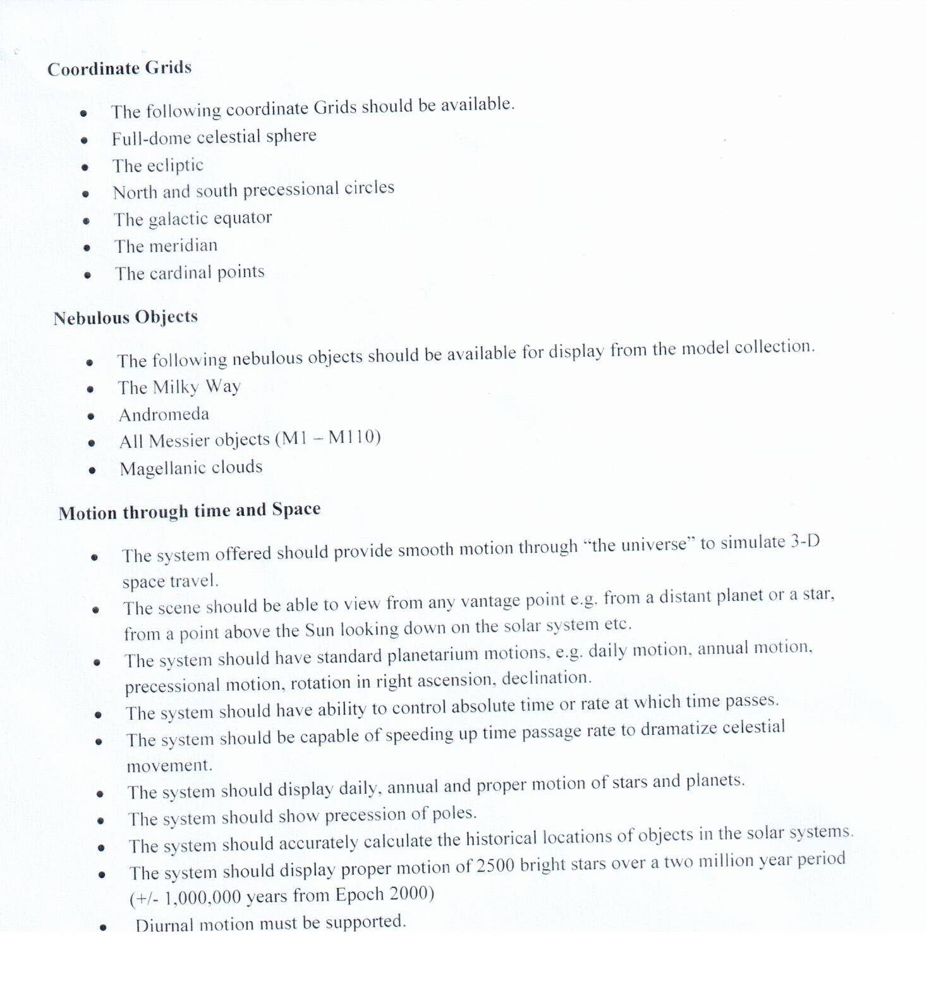 Coordinate Grids
• The following coordinate Grids should be available.
• Full-dome celestial sphere
• The ecliptic
• North and south precessional circles
• The galactic equator
• The meridian
• The cardinal points
Nebulous Objects
• The following nebulous objects should be available for display from the model collection.
• The Milky Way
• Andromeda
• All Messier objects (M1 – M110)
• Magellanic clouds
Motion through time and Space
• The system offered should provide smooth motion through “the universe” to simulate 3-D
space travel.
• The scene should be able to view from any vantage point e.g. from a distant planet or a star,
from a point above the Sun looking down on the solar system etc.
• The system should have standard planetarium motions, e.g. daily motion, annual motion,
precessional motion, rotation in right ascension, declination.
• The system should have ability to control absolute time or rate at which time passes.
• The system should be capable of speeding up time passage rate to dramatize celestial
movement.
• The system should display daily, annual and proper motion of stars and planets.
• The system should show precession of poles.
• The system should accurately calculate the historical locations of objects in the solar systems.
• The system should display proper motion of 2500 bright stars over a two million year period
(+/- 1,000,000 years from Epoch 2000)
• Diurnal motion must be supported.